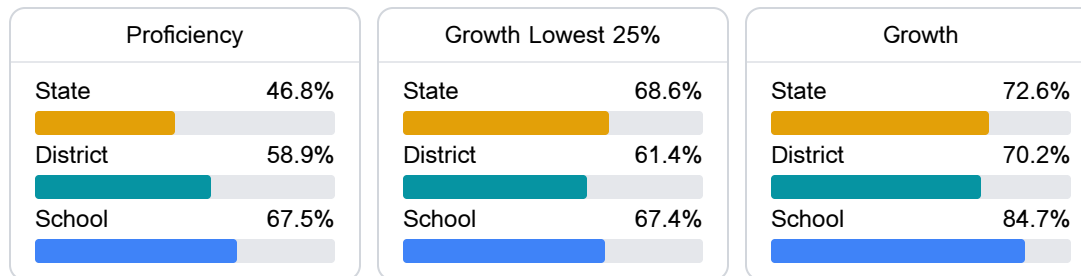 Proficiency
State 46.8%
District 58.9%
School 67.5%
Growth Lowest 25%
State 68.6%
District 61.4%
School 67.4%
Growth
State 72.6%
District 70.2%
School 84.7%